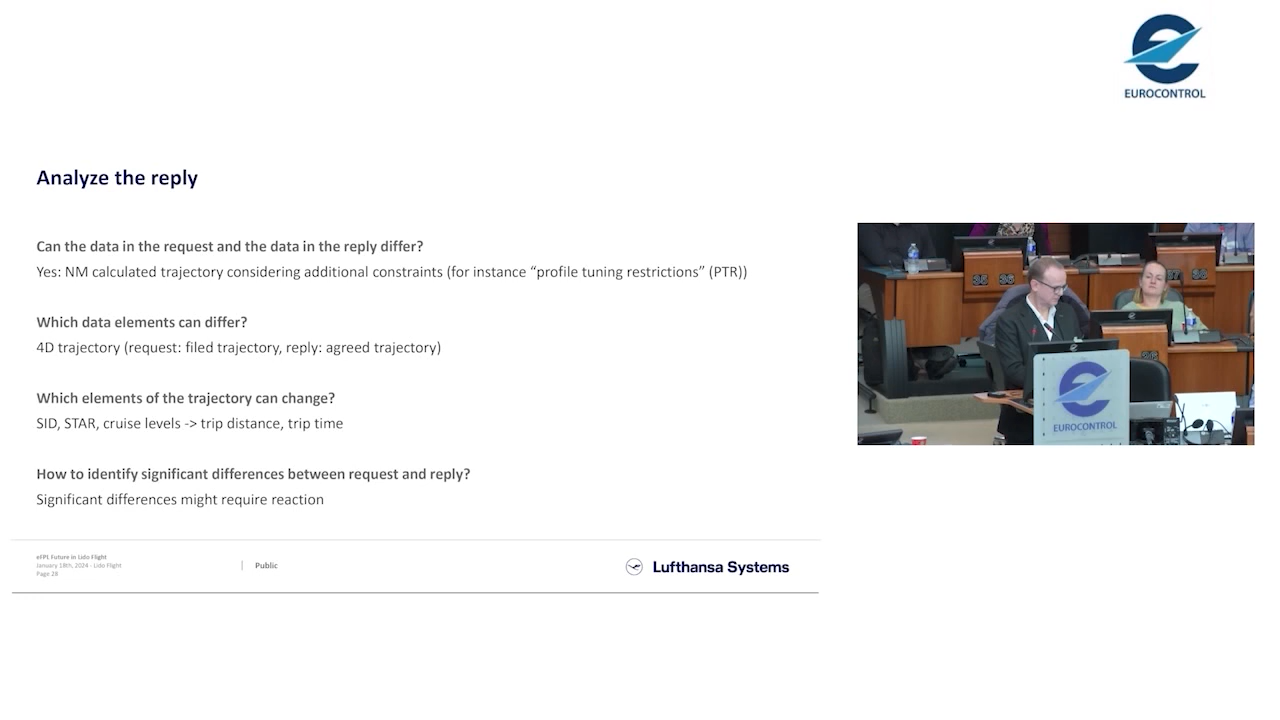 EUROCONTROL
Analyze the reply
Can the data in the request and the data in the reply differ?
Yes: NM calculated trajectory considering additional constraints (for instance “profile tuning restrictions” (PTR))
Which data elements can differ?
4D trajectory (request: filed trajectory, reply: agreed trajectory)
Which elements of the trajectory can change?
SID, STAR, cruise levels -> trip distance, trip time
How to identify significant differences between request and reply?
Significant differences might require reaction
eFPL Future in Lido Flight
January 18th, 2024 - Lido Flight
Page 28
Public
Lufthansa Systems
EUROCONTROL